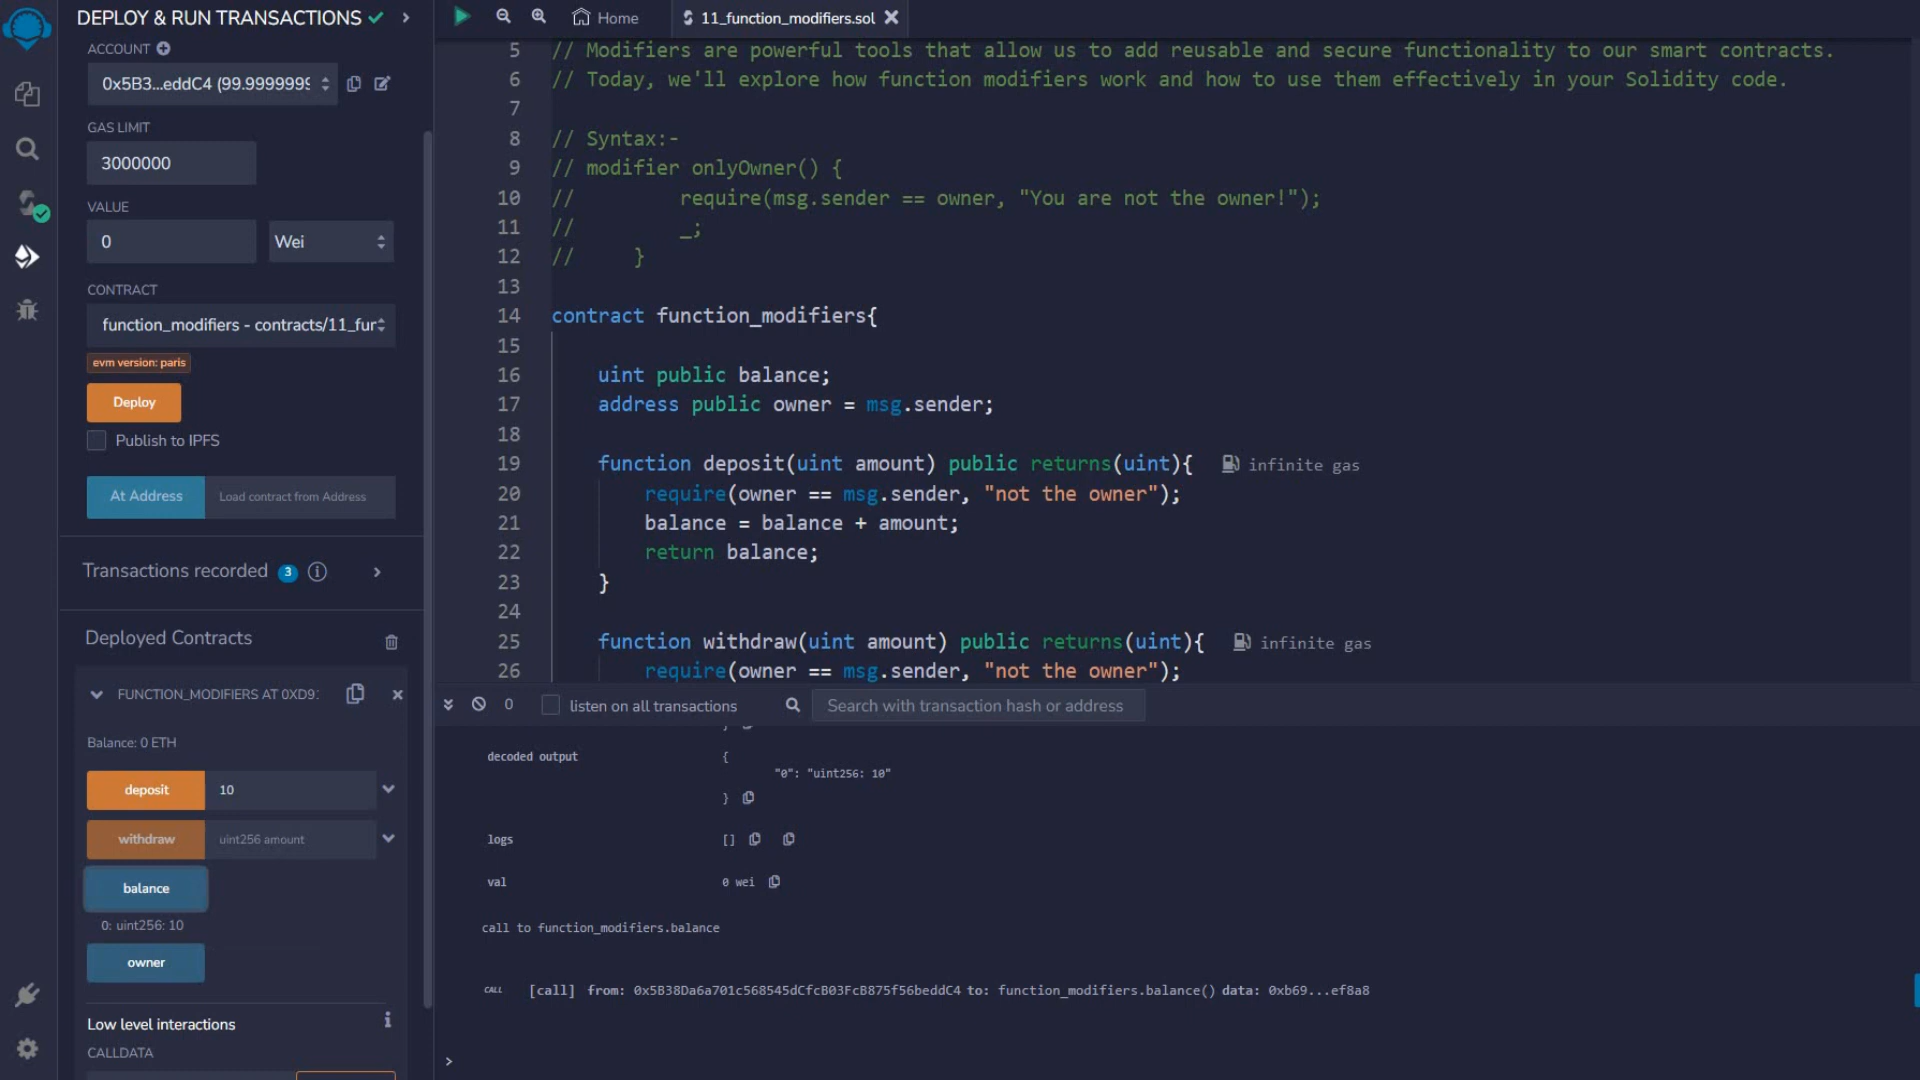 DEPLOY & RUN TRANSACTIONS
ACCOUNT
0x5B3...eddC4 (99.9999999
GAS LIMIT
3000000
VALUE
0
Wei
CONTRACT
function_modifiers - contracts/11_fur
evm version: paris
Deploy
Publish to IPFS
At Address
Load contract from Address
Transactions recorded 3 i
Deployed Contracts
FUNCTION_MODIFIERS AT 0XD9:
Balance: 0 ETH
deposit
10
withdraw
uint256 amount
balance
0: uint256: 10
owner
Low level interactions
i
CALLDATA
Home
11_function_modifiers.sol
5 // Modifiers are powerful tools that allow us to add reusable and secure functionality to our smart contracts.
6 // Today, we'll explore how function modifiers work and how to use them effectively in your Solidity code.
7
8 // Syntax:-
9 // modifier onlyOwner() {
10 // require(msg.sender == owner, "You are not the owner!");
11 // _;
12 // }
13
14 contract function_modifiers{
15
16 uint public balance;
17 address public owner = msg.sender;
18
19 function deposit(uint amount) public returns(uint){ infinite gas
20 require(owner == msg.sender, "not the owner");
21 balance = balance + amount;
22 return balance;
23 }
24
25 function withdraw(uint amount) public returns(uint){ infinite gas
26 require(owner == msg.sender, "not the owner");
0
listen on all transactions
Search with transaction hash or address
decoded output
{
"0": "uint256: 10"
}
logs
[]
val
0 wei
call to function_modifiers.balance
CALL
[call] from: 0x5B38Da6a701c568545dCfcB03FcB875f56beddC4 to: function_modifiers.balance() data: 0xb69...ef8a8
>